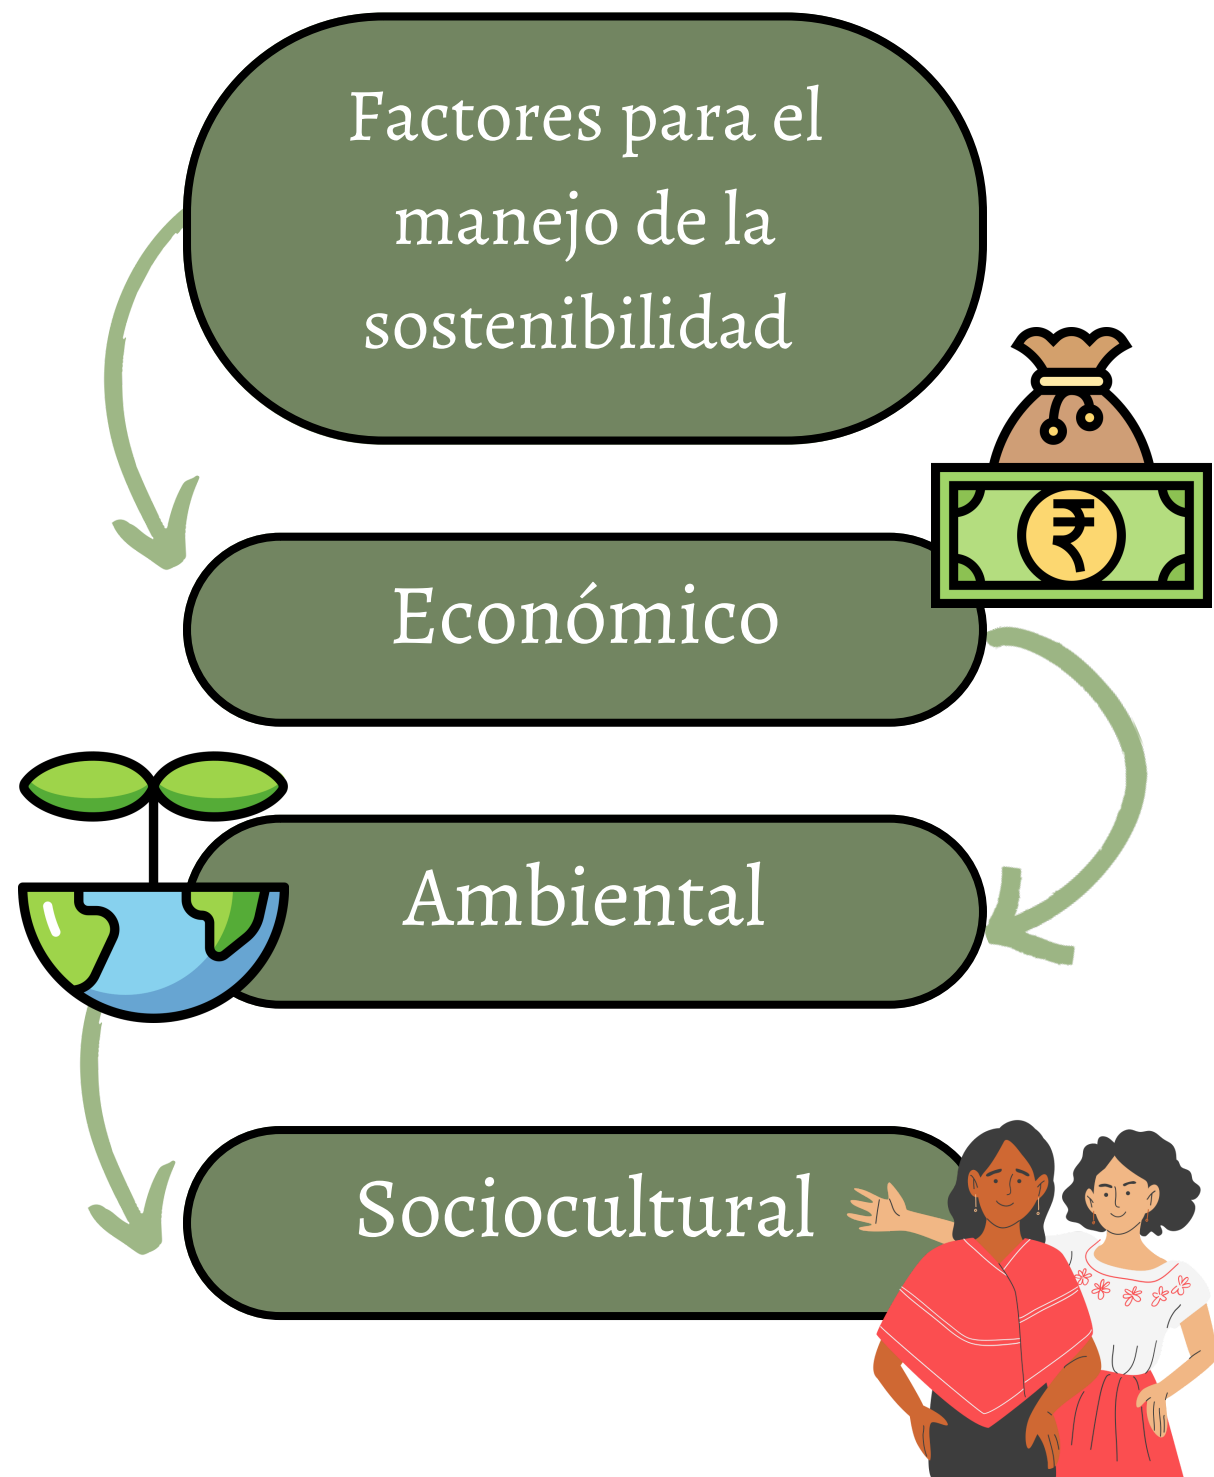 Factores para el
manejo de la
sostenibilidad
₹
Económico
Ambiental
Sociocultural